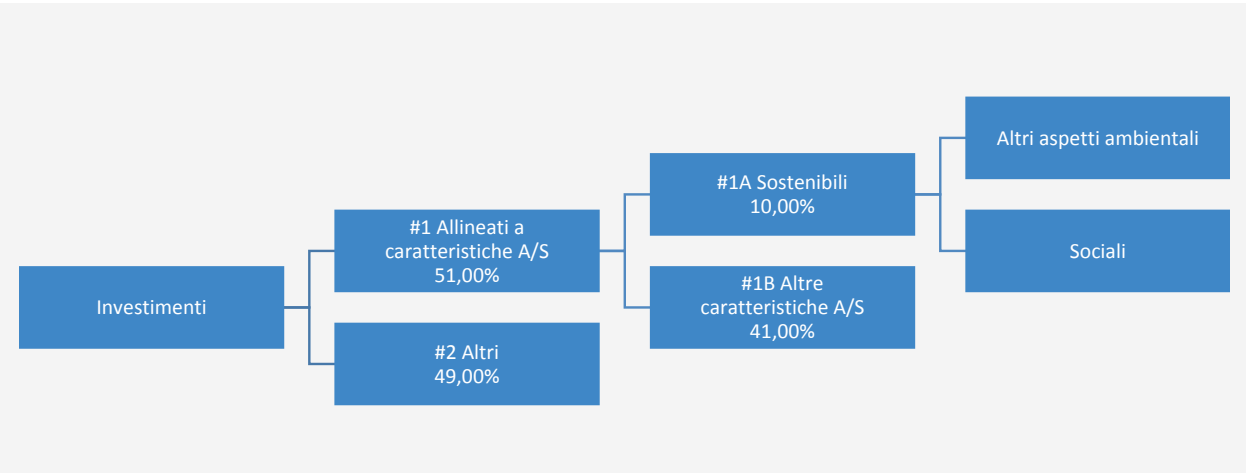 Investimenti
#1 Allineati a
caratteristiche A/S
51,00%
#2 Altri
49,00%
#1A Sostenibili
10,00%
#1B Altre
caratteristiche A/S
41,00%
Altri aspetti ambientali
Sociali